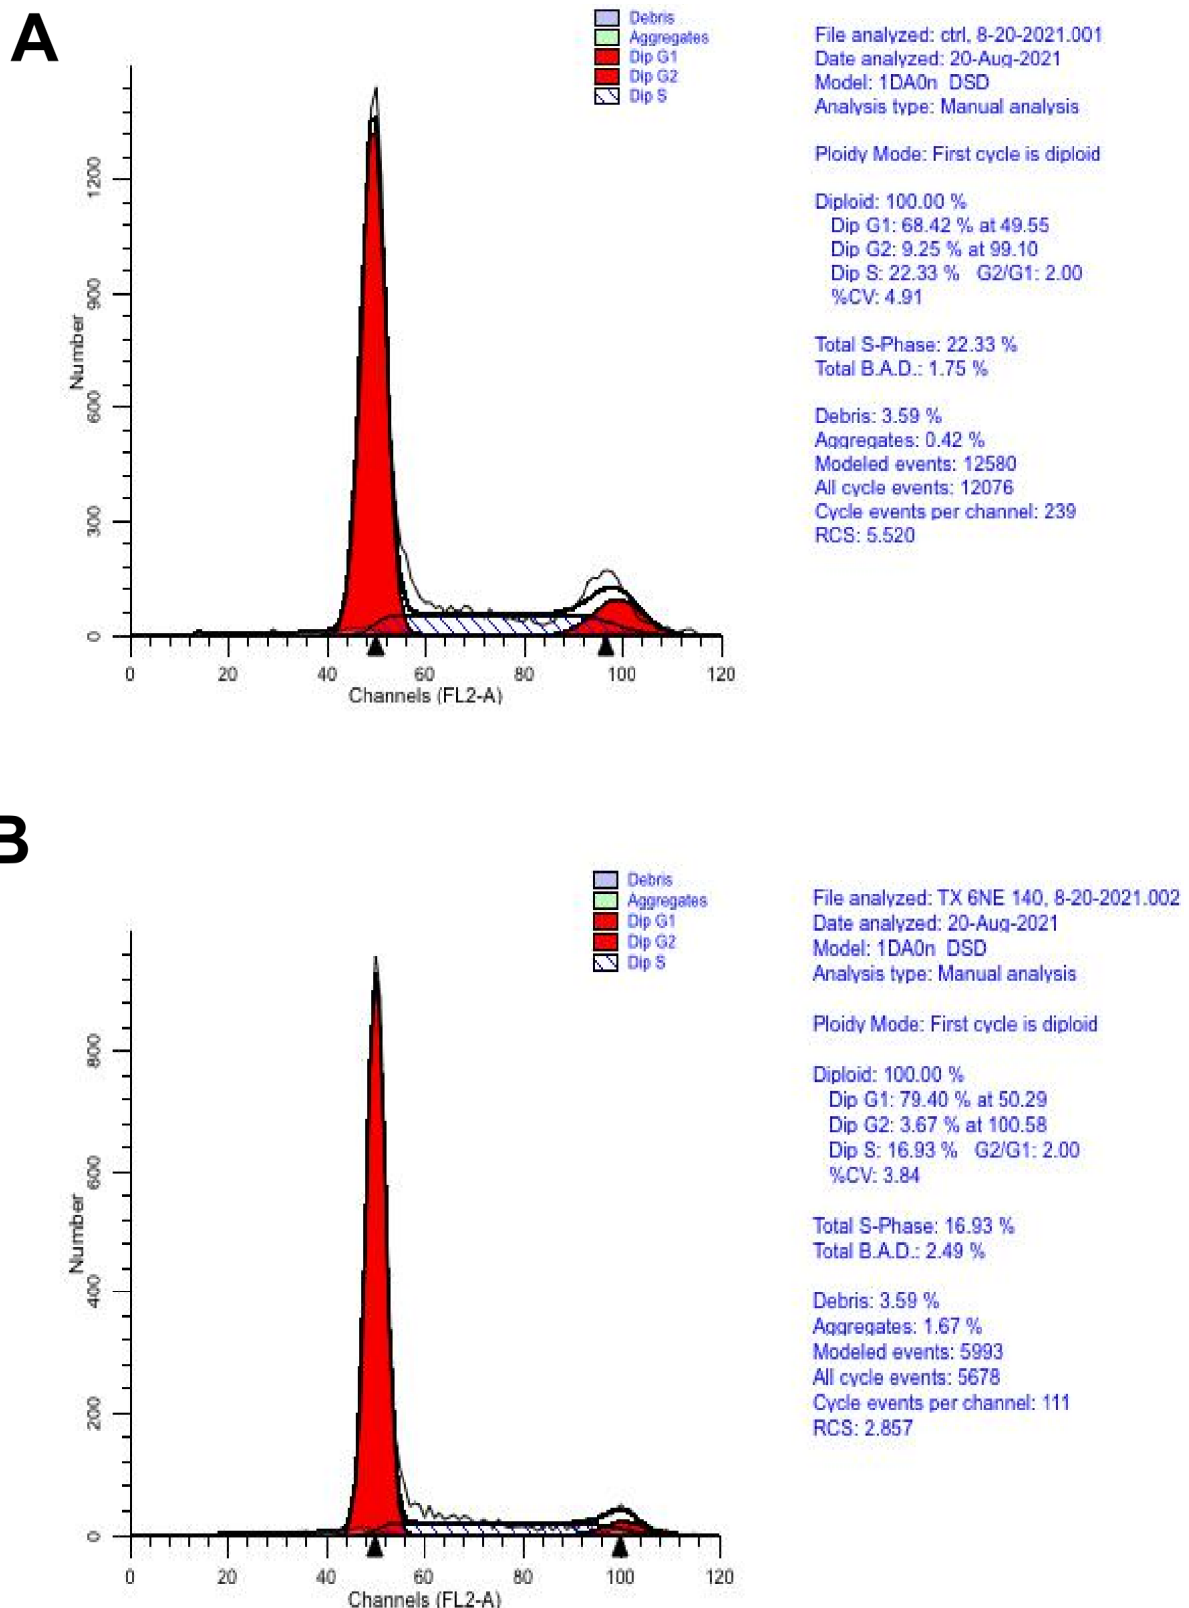 A
Debris
Aggregates
Dip G1
Dip G2
Dip S
File analyzed: ctrl, 8-20-2021.001
Date analyzed: 20-Aug-2021
Model: 1DA0n DSD
Analysis type: Manual analysis
Ploidy Mode: First cycle is diploid
Diploid: 100.00 %
Dip G1: 68.42 % at 49.55
Dip G2: 9.25 % at 99.10
Dip S: 22.33 % G2/G1: 2.00
%CV: 4.91
Total S-Phase: 22.33 %
Total B.A.D.: 1.75 %
Debris: 3.59 %
Aggregates: 0.42 %
Modeled events: 12580
All cycle events: 12076
Cycle events per channel: 239
RCS: 5.520
Number
1200
900
600
300
0
0 20 40 60 80 100 120
Channels (FL2-A)
B
Debris
Aggregates
Dip G1
Dip G2
Dip S
File analyzed: TX 6NE 140, 8-20-2021.002
Date analyzed: 20-Aug-2021
Model: 1DA0n DSD
Analysis type: Manual analysis
Ploidy Mode: First cycle is diploid
Diploid: 100.00 %
Dip G1: 79.40 % at 50.29
Dip G2: 3.67 % at 100.58
Dip S: 16.93 % G2/G1: 2.00
%CV: 3.84
Total S-Phase: 16.93 %
Total B.A.D.: 2.49 %
Debris: 3.59 %
Aggregates: 1.67 %
Modeled events: 5993
All cycle events: 5678
Cycle events per channel: 111
RCS: 2.857
Number
800
600
400
200
0
0 20 40 60 80 100 120
Channels (FL2-A)